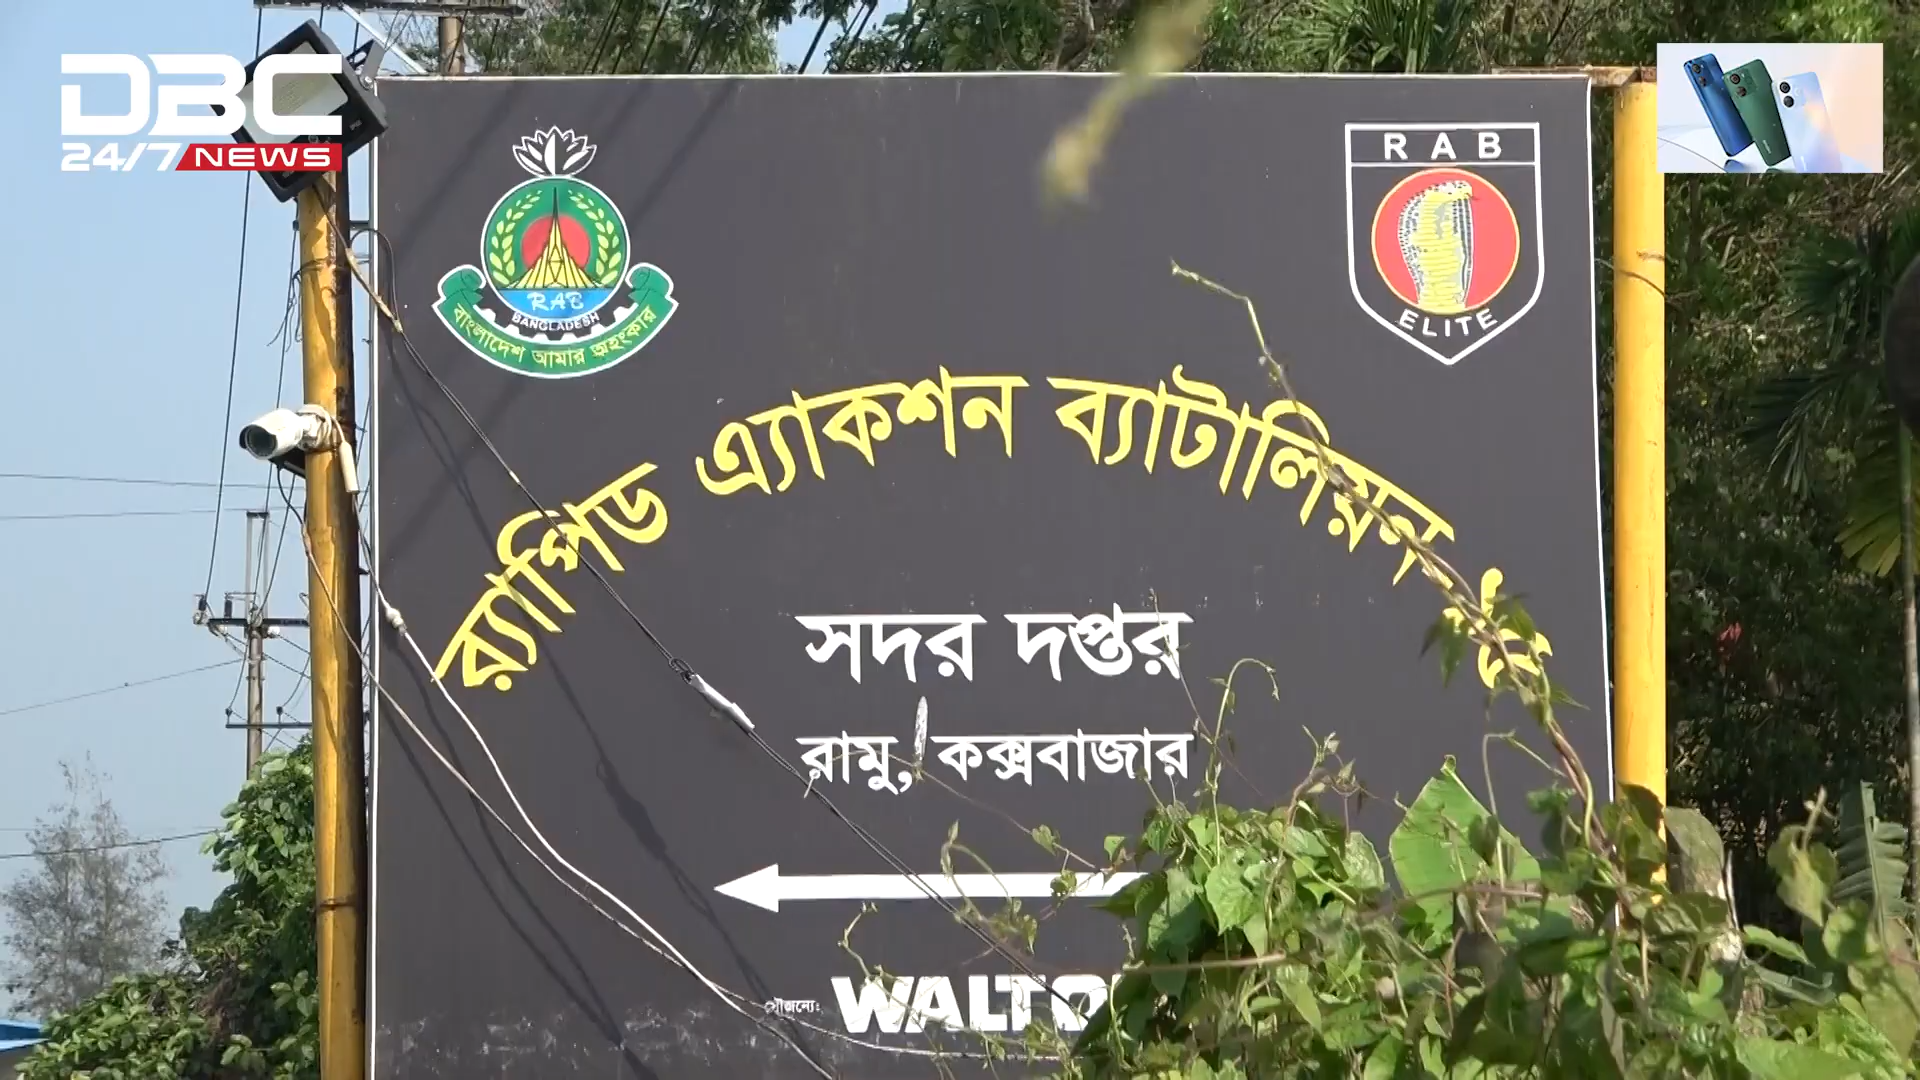 DBC
24/7 NEWS
RAB
BANGLADESH
বাংলাদেশ আমার অহংকার
RAB
ELITE
র‍্যাপিড এ্যাকশন ব্যাটালিয়ন
সদর দপ্তর
রামু, কক্সবাজার
সৌজন্যেঃ